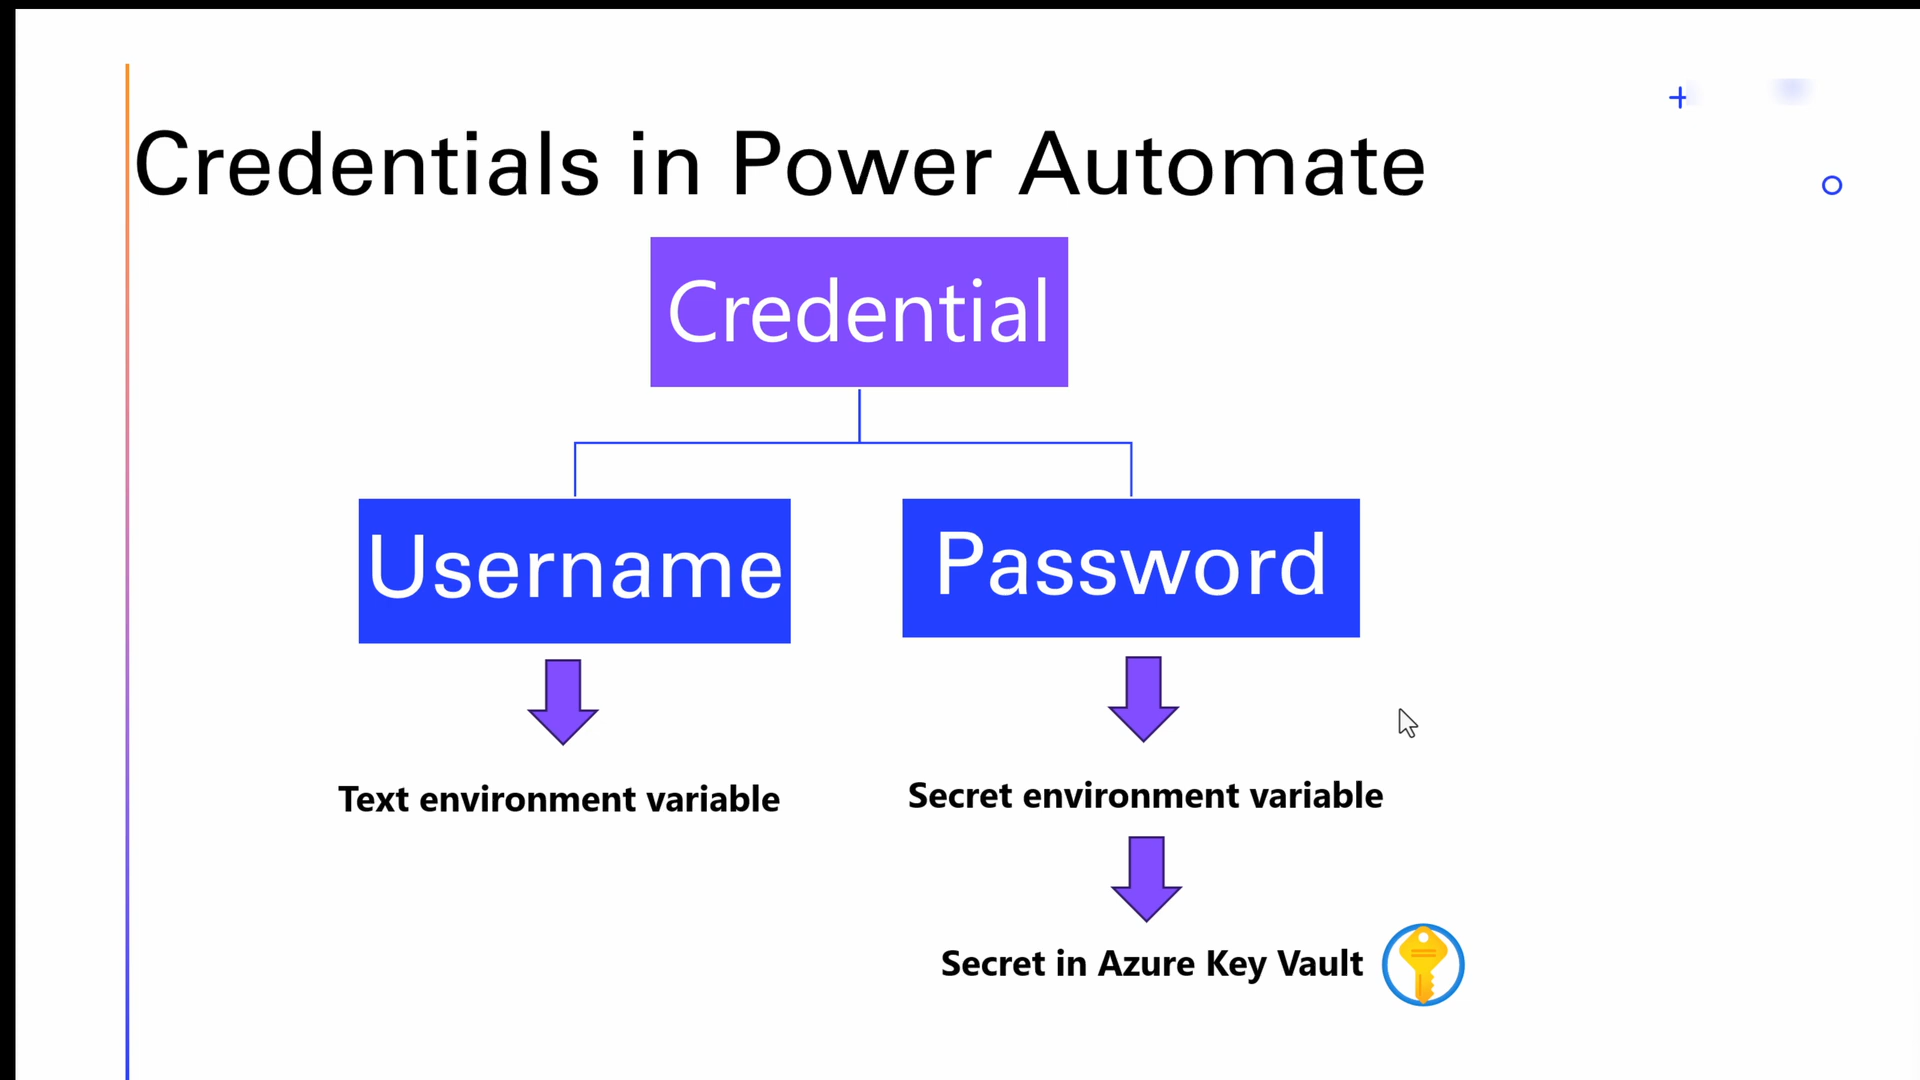 Credentials in Power Automate
Credential
Username
Password
Text environment variable
Secret environment variable
Secret in Azure Key Vault